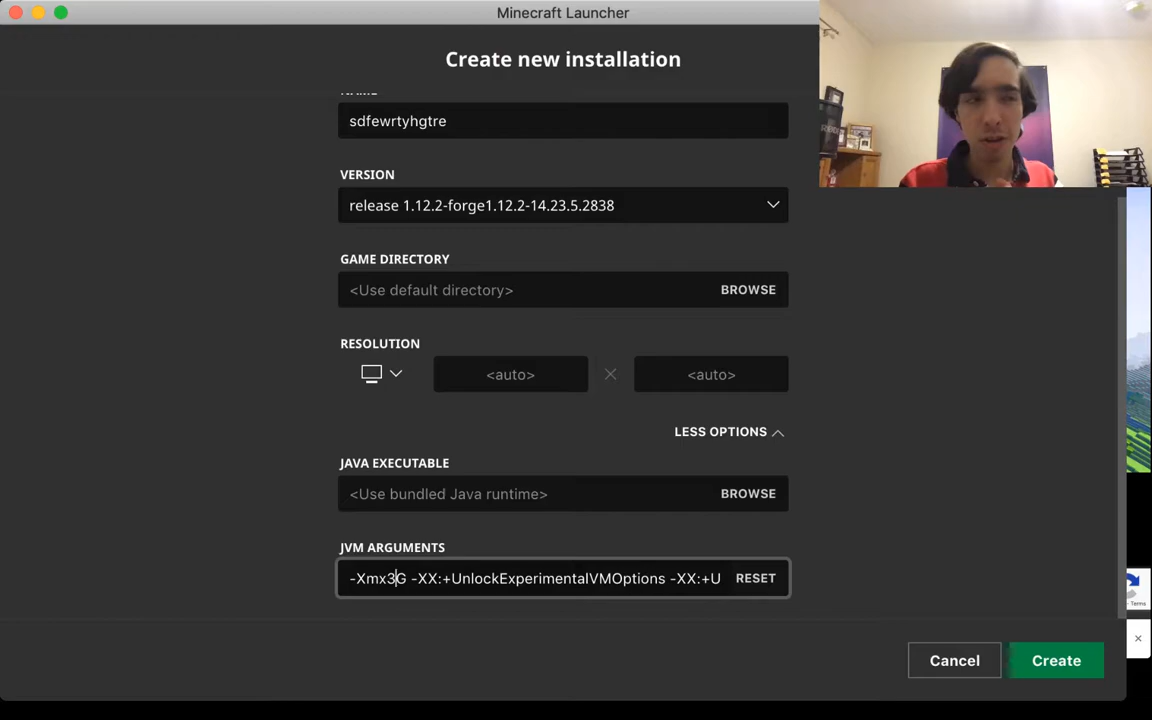 Minecraft Launcher
Create new installation
NAME
sdfewrtyhgtre
VERSION
release 1.12.2-forge1.12.2-14.23.5.2838
GAME DIRECTORY
<Use default directory> BROWSE
RESOLUTION
<auto> <auto>
LESS OPTIONS
JAVA EXECUTABLE
<Use bundled Java runtime> BROWSE
JVM ARGUMENTS
-Xmx3G -XX:+UnlockExperimentalVMOptions -XX:+U RESET
Cancel Create